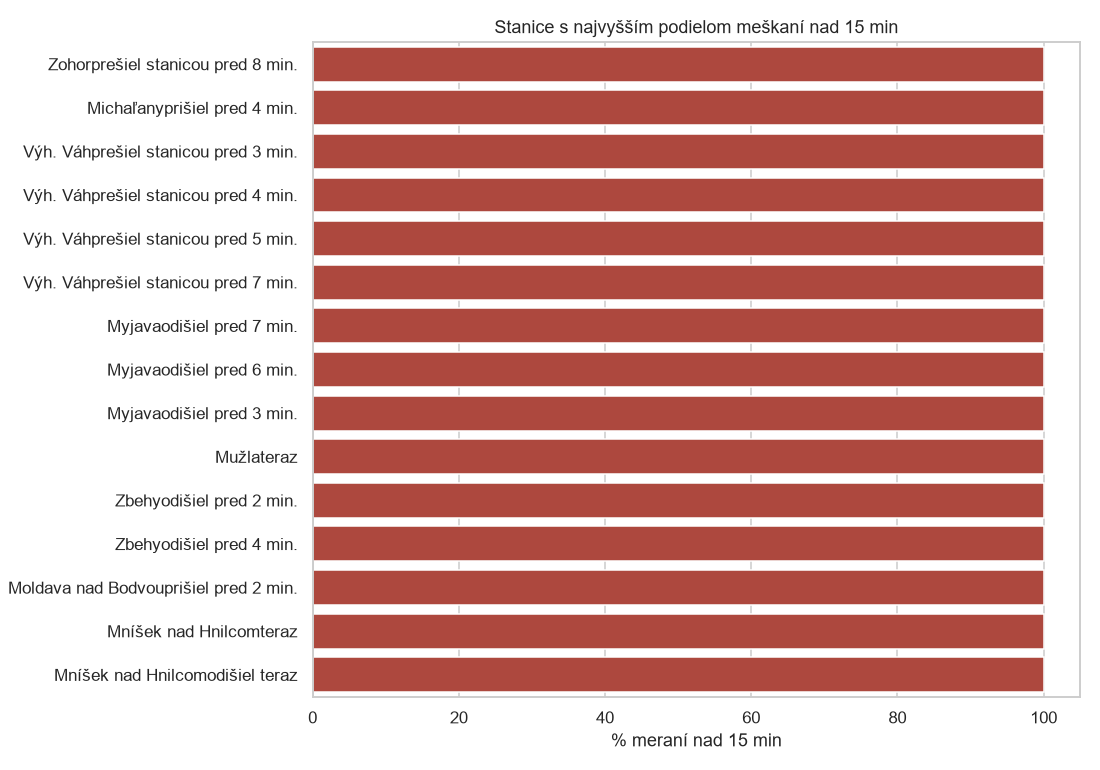 Stanice s najvyšším podielom meškaní nad 15 min
Zohorprešiel stanicou pred 8 min.
Michaľanyprišiel pred 4 min.
Výh. Váhprešiel stanicou pred 3 min.
Výh. Váhprešiel stanicou pred 4 min.
Výh. Váhprešiel stanicou pred 5 min.
Výh. Váhprešiel stanicou pred 7 min.
Myjavaodišiel pred 7 min.
Myjavaodišiel pred 6 min.
Myjavaodišiel pred 3 min.
Mužlateraz
Zbehyodišiel pred 2 min.
Zbehyodišiel pred 4 min.
Moldava nad Bodvouprišiel pred 2 min.
Mníšek nad Hnilcomteraz
Mníšek nad Hnilcomodišiel teraz
0 20 40 60 80 100
% meraní nad 15 min